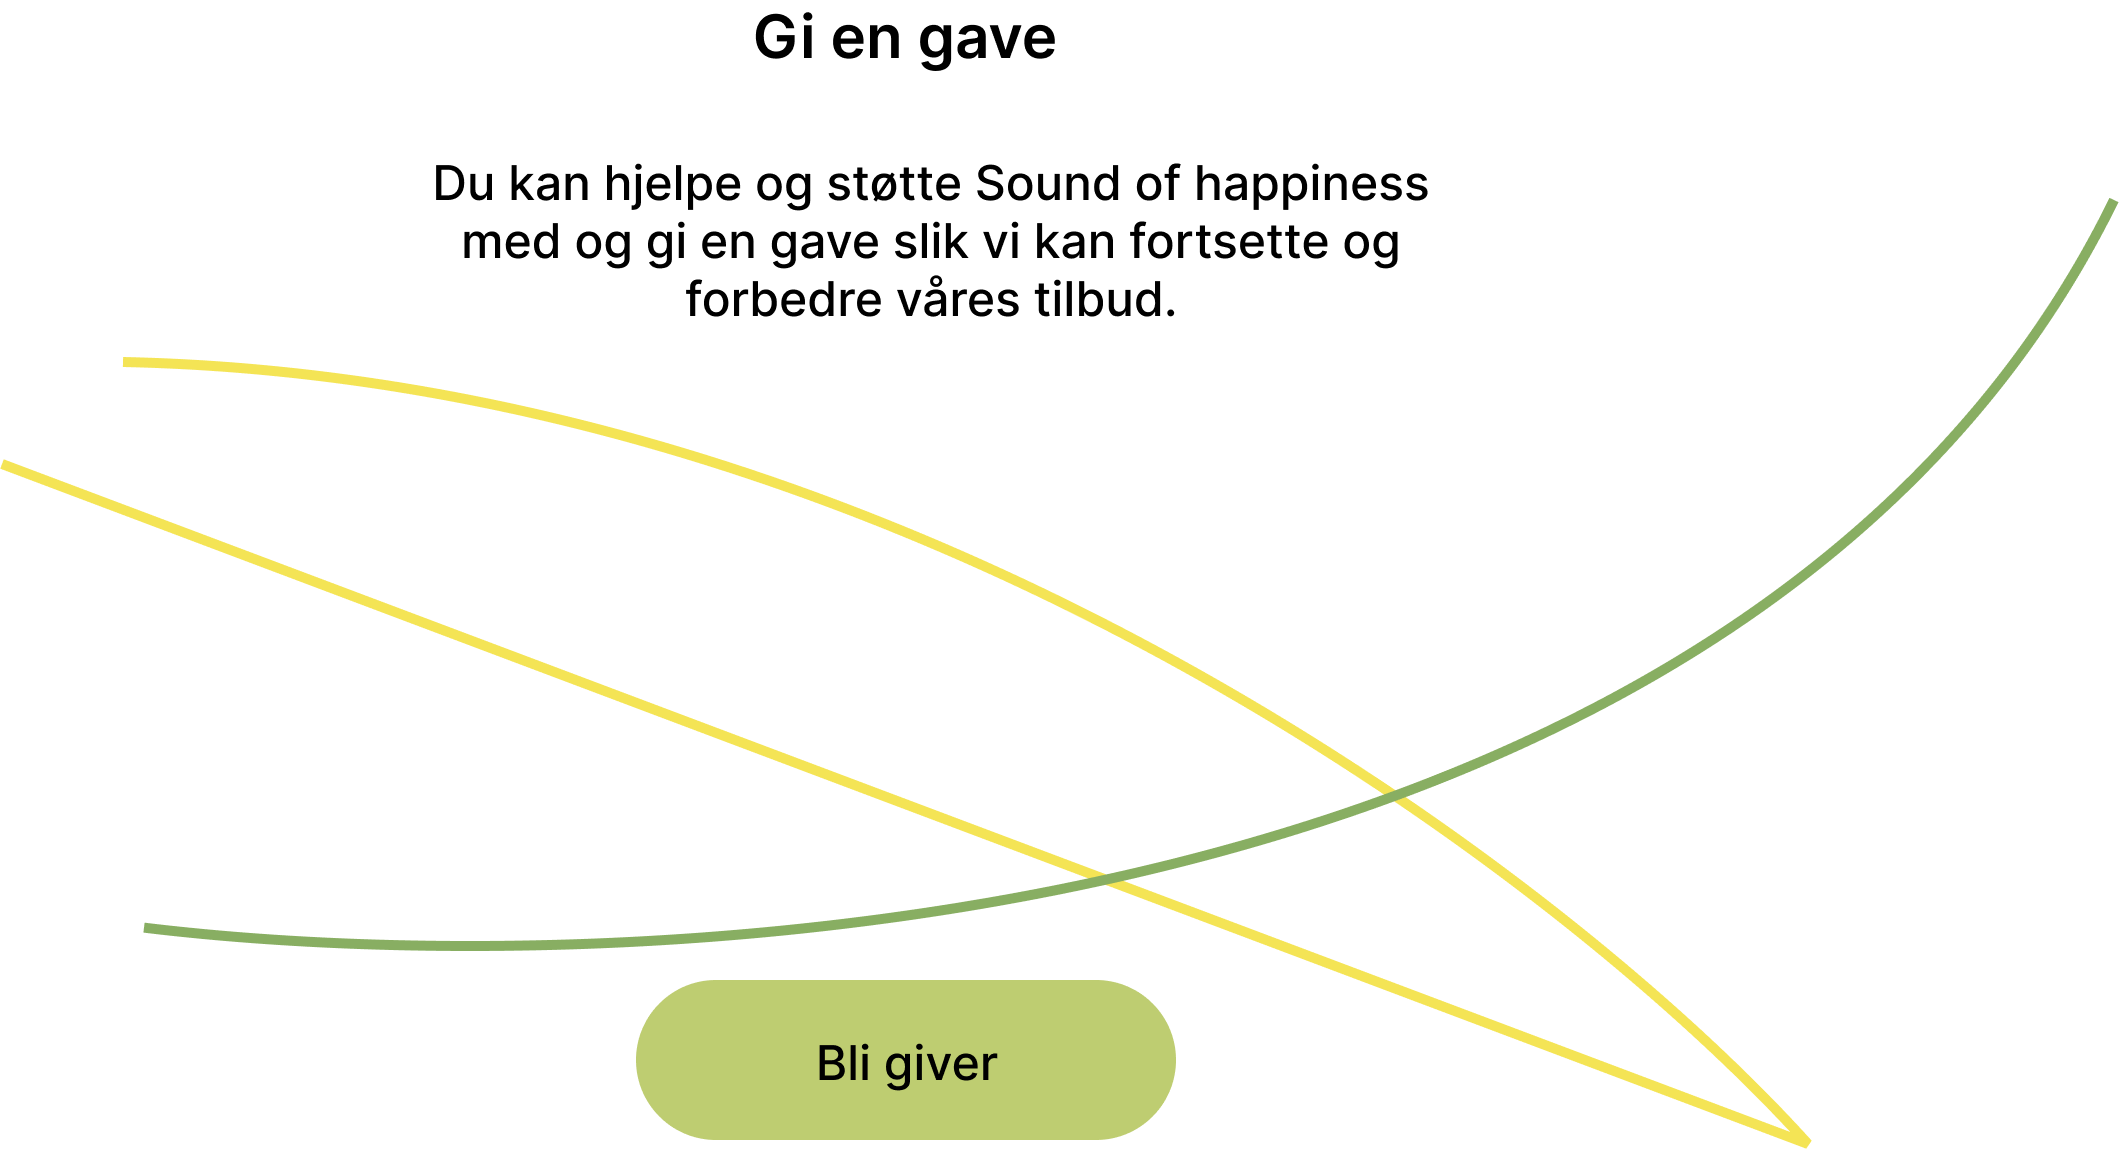 Gi en gave
Du kan hjelpe og støtte Sound of happiness
med og gi en gave slik vi kan fortsette og
forbedre våres tilbud.
Bli giver